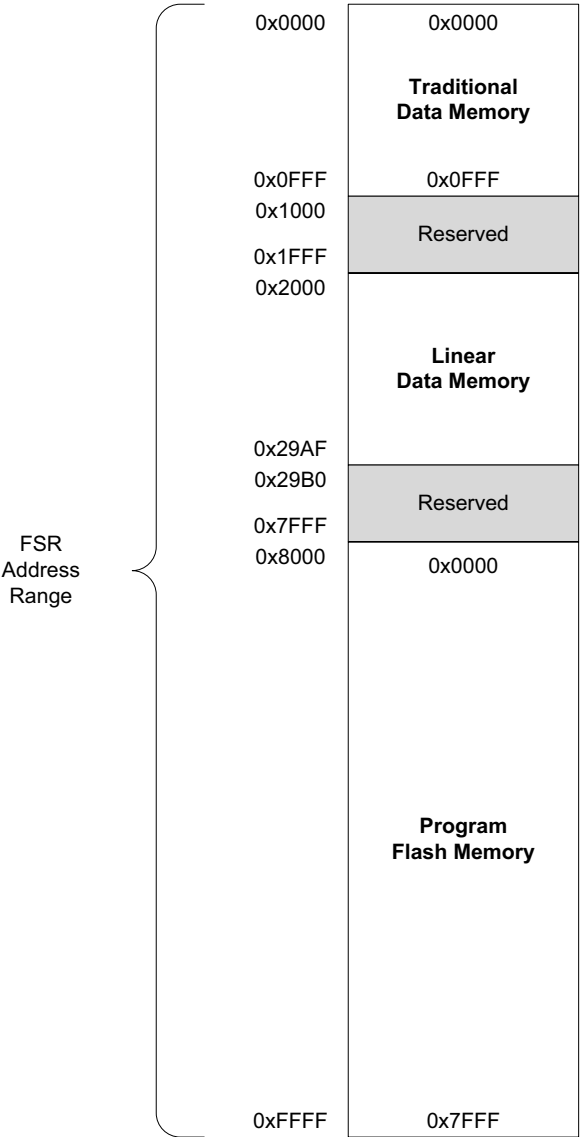 0x0000 0x0000
Traditional
Data Memory
0x0FFF 0x0FFF
0x1000
Reserved
0x1FFF
0x2000
Linear
Data Memory
0x29AF
0x29B0
Reserved
0x7FFF
0x8000 0x0000
FSR
Address
Range
Program
Flash Memory
0xFFFF 0x7FFF